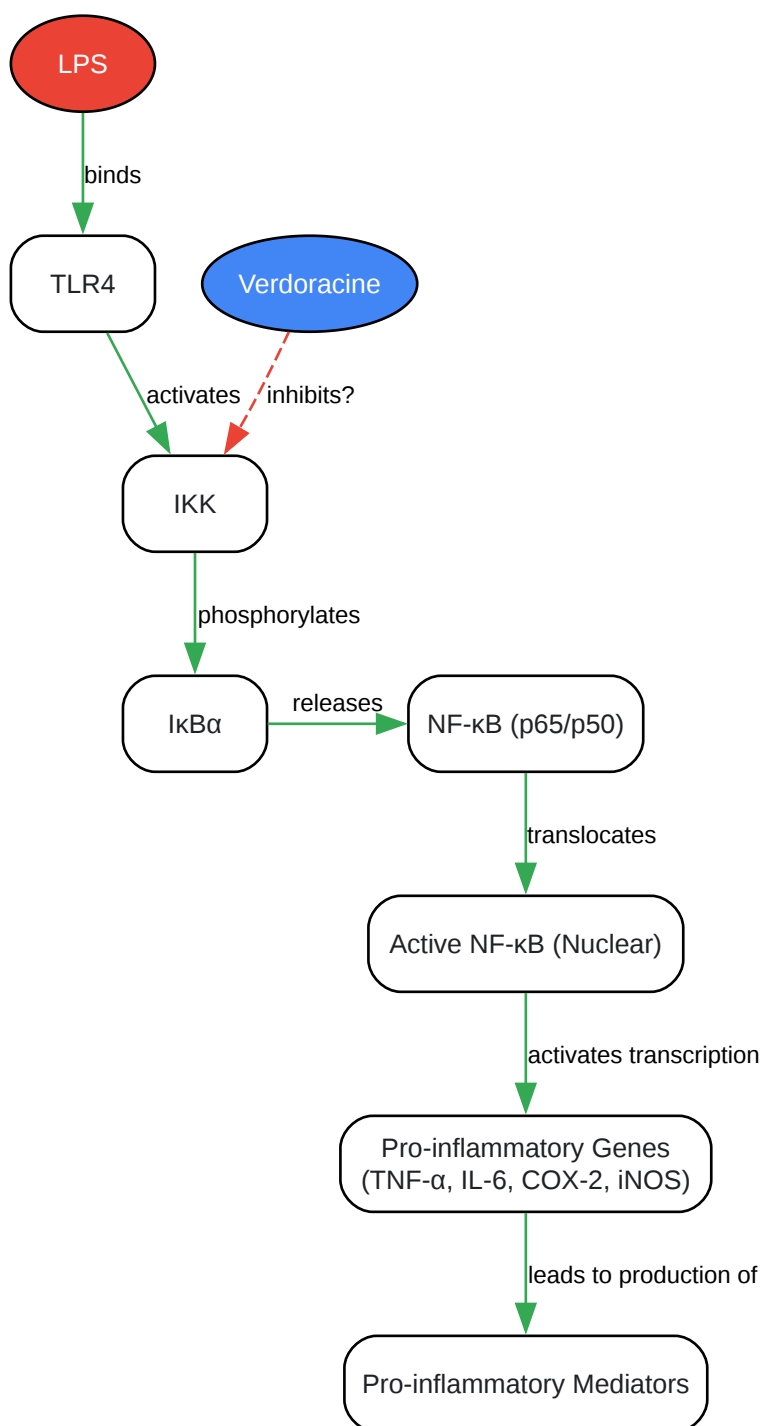 LPS
binds
TLR4
Verdoracine
activates
inhibits?
IKK
phosphorylates
IκBα
releases
NF-κB (p65/p50)
translocates
Active NF-κB (Nuclear)
activates transcription
Pro-inflammatory Genes
(TNF-α, IL-6, COX-2, iNOS)
leads to production of
Pro-inflammatory Mediators